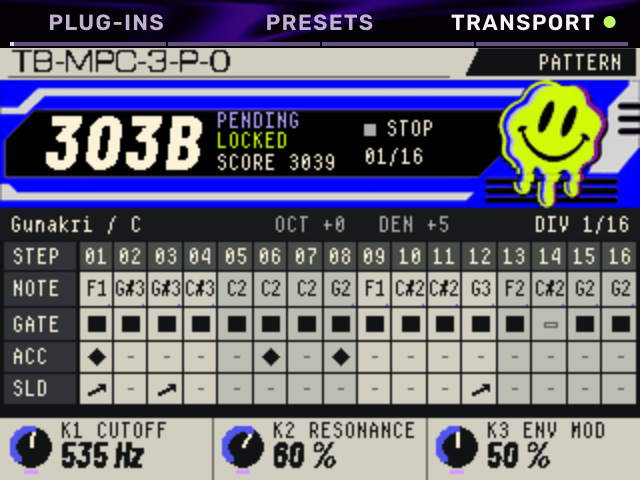 PLUG-INS PRESETS TRANSPORT
TB-MPC-3-P-0 PATTERN
303B
PENDING
LOCKED
SCORE 3039
STOP
01/16
Gunakri / C OCT +0 DEN +5 DIV 1/16
STEP 01 02 03 04 05 06 07 08 09 10 11 12 13 14 15 16
NOTE F1 G#3 G#3 C#3 C2 C2 C2 G2 F1 C#2 C#2 G3 F2 C#2 G2 G2
GATE
ACC - - - - - - - - - - - - -
SLD - - - - - - - - - - - - -
K1 CUTOFF
535 Hz
K2 RESONANCE
60 %
K3 ENV MOD
50 %